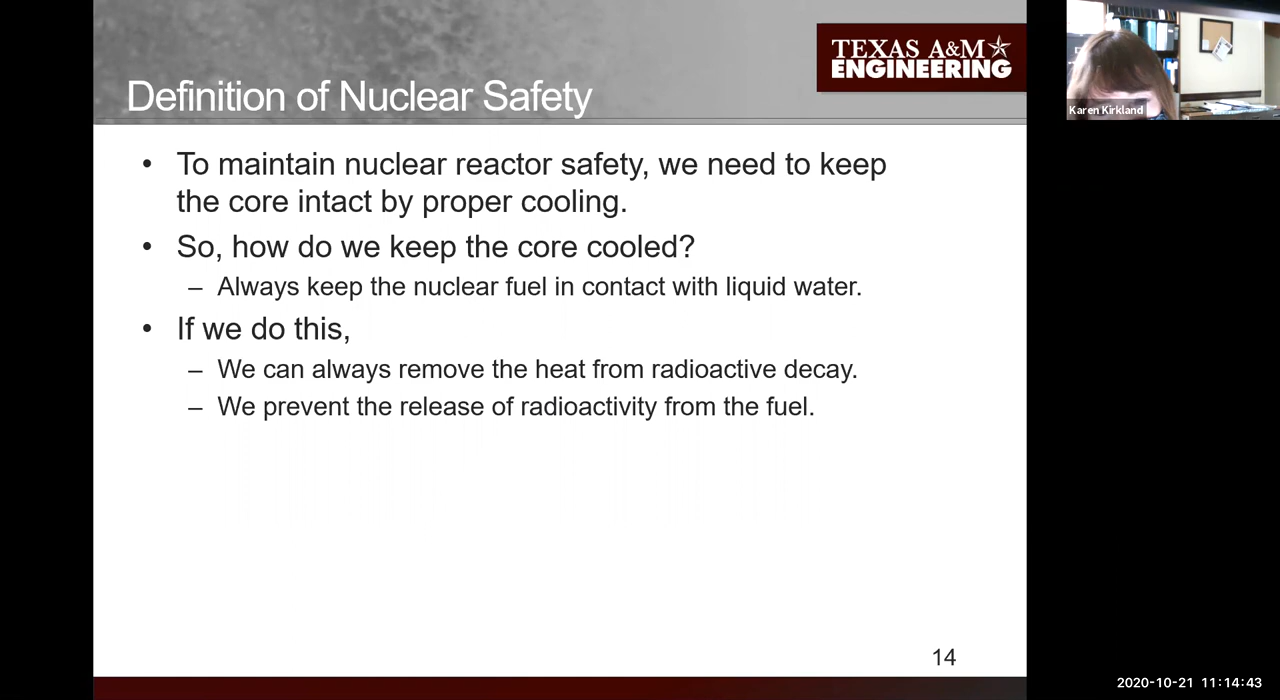 TEXAS A&M
ENGINEERING
Definition of Nuclear Safety
• To maintain nuclear reactor safety, we need to keep
the core intact by proper cooling.
• So, how do we keep the core cooled?
– Always keep the nuclear fuel in contact with liquid water.
• If we do this,
– We can always remove the heat from radioactive decay.
– We prevent the release of radioactivity from the fuel.
14
Karen Kirkland
2020-10-21 11:14:43